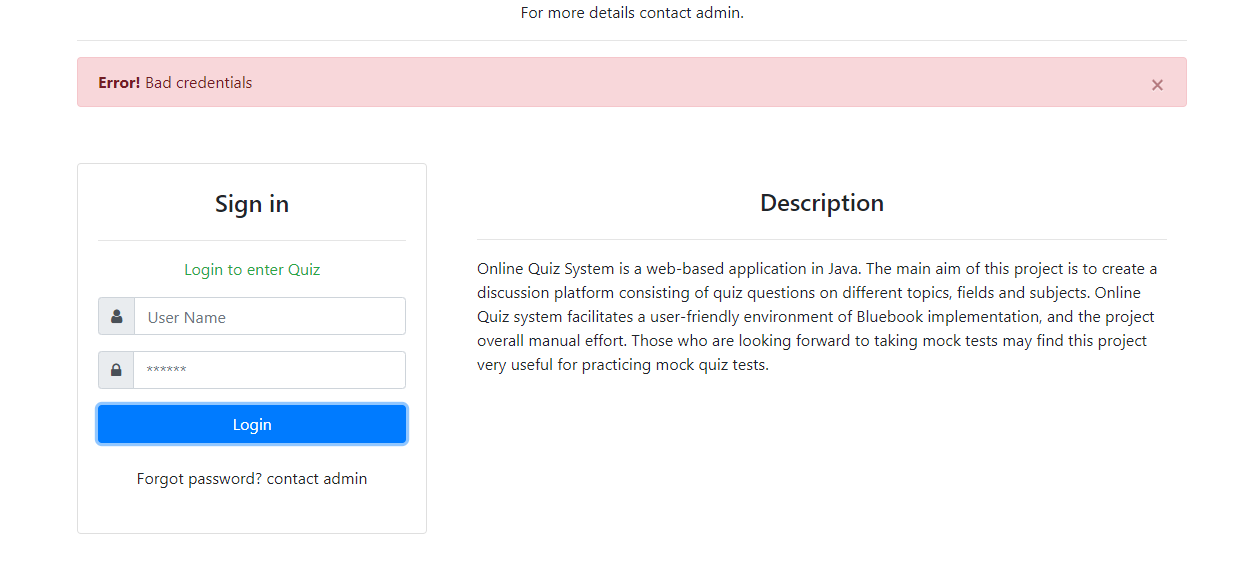 For more details contact admin.
Error! Bad credentials
×
Sign in
Login to enter Quiz
User Name
******
Login
Forgot password? contact admin
Description
Online Quiz System is a web-based application in Java. The main aim of this project is to create a
discussion platform consisting of quiz questions on different topics, fields and subjects. Online
Quiz system facilitates a user-friendly environment of Bluebook implementation, and the project
overall manual effort. Those who are looking forward to taking mock tests may find this project
very useful for practicing mock quiz tests.